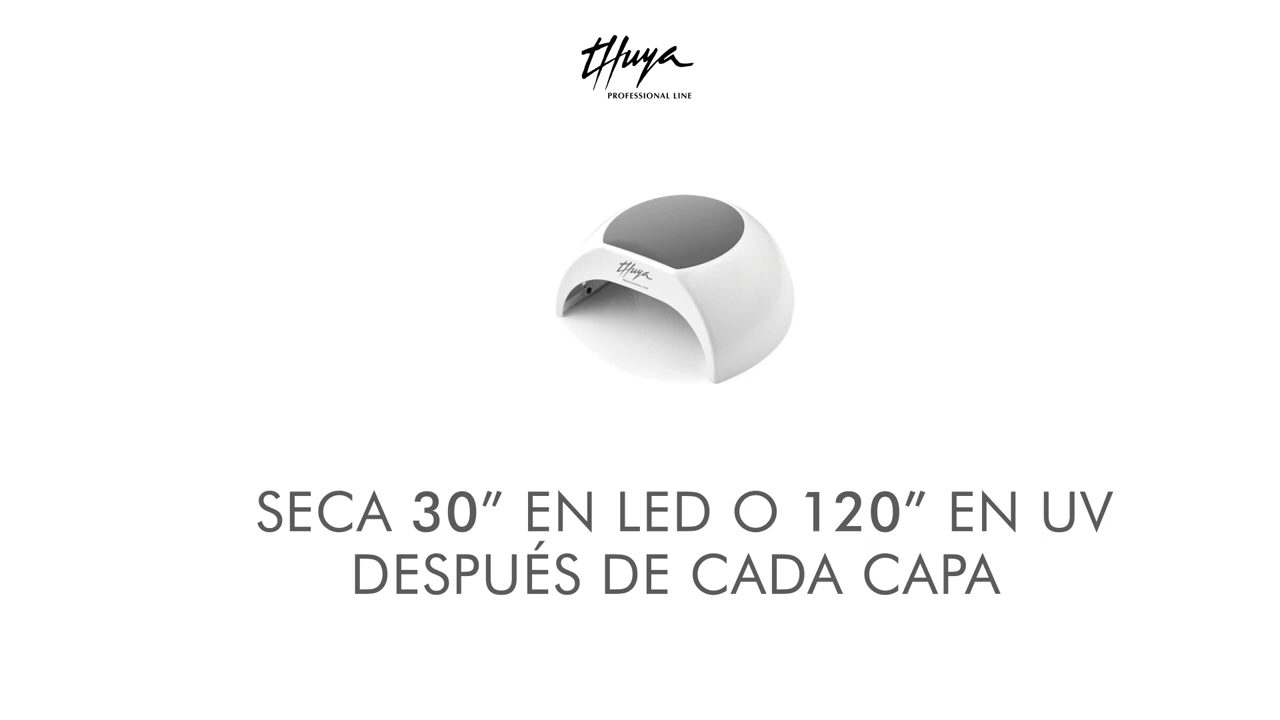 tHuya
PROFESSIONAL LINE
tHuya
SECA 30” EN LED O 120” EN UV
DESPUÉS DE CADA CAPA